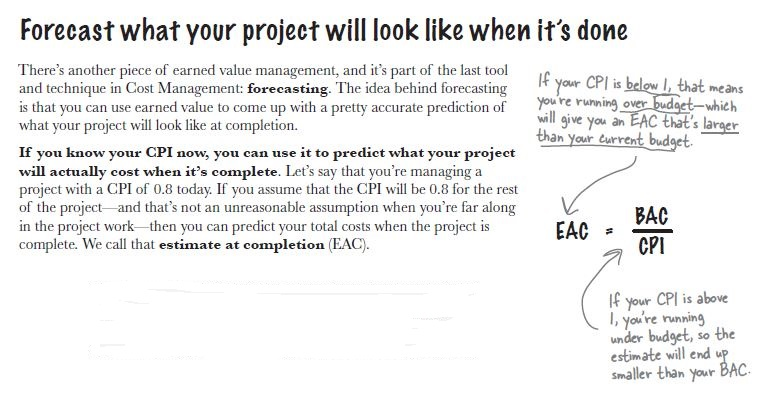 Forecast what your project will look like when it's done
There's another piece of earned value management, and it's part of the last tool
and technique in Cost Management: forecasting. The idea behind forecasting
is that you can use earned value to come up with a pretty accurate prediction of
what your project will look like at completion.
If you know your CPI now, you can use it to predict what your project
will actually cost when it's complete. Let's say that you're managing a
project with a CPI of 0.8 today. If you assume that the CPI will be 0.8 for the rest
of the project—and that's not an unreasonable assumption when you're far along
in the project work—then you can predict your total costs when the project is
complete. We call that estimate at completion (EAC).
If your CPI is below 1, that means
you're running over budget—which
will give you an EAC that's larger
than your current budget.
EAC = BAC
CPI
If your CPI is above
1, you're running
under budget, so the
estimate will end up
smaller than your BAC.